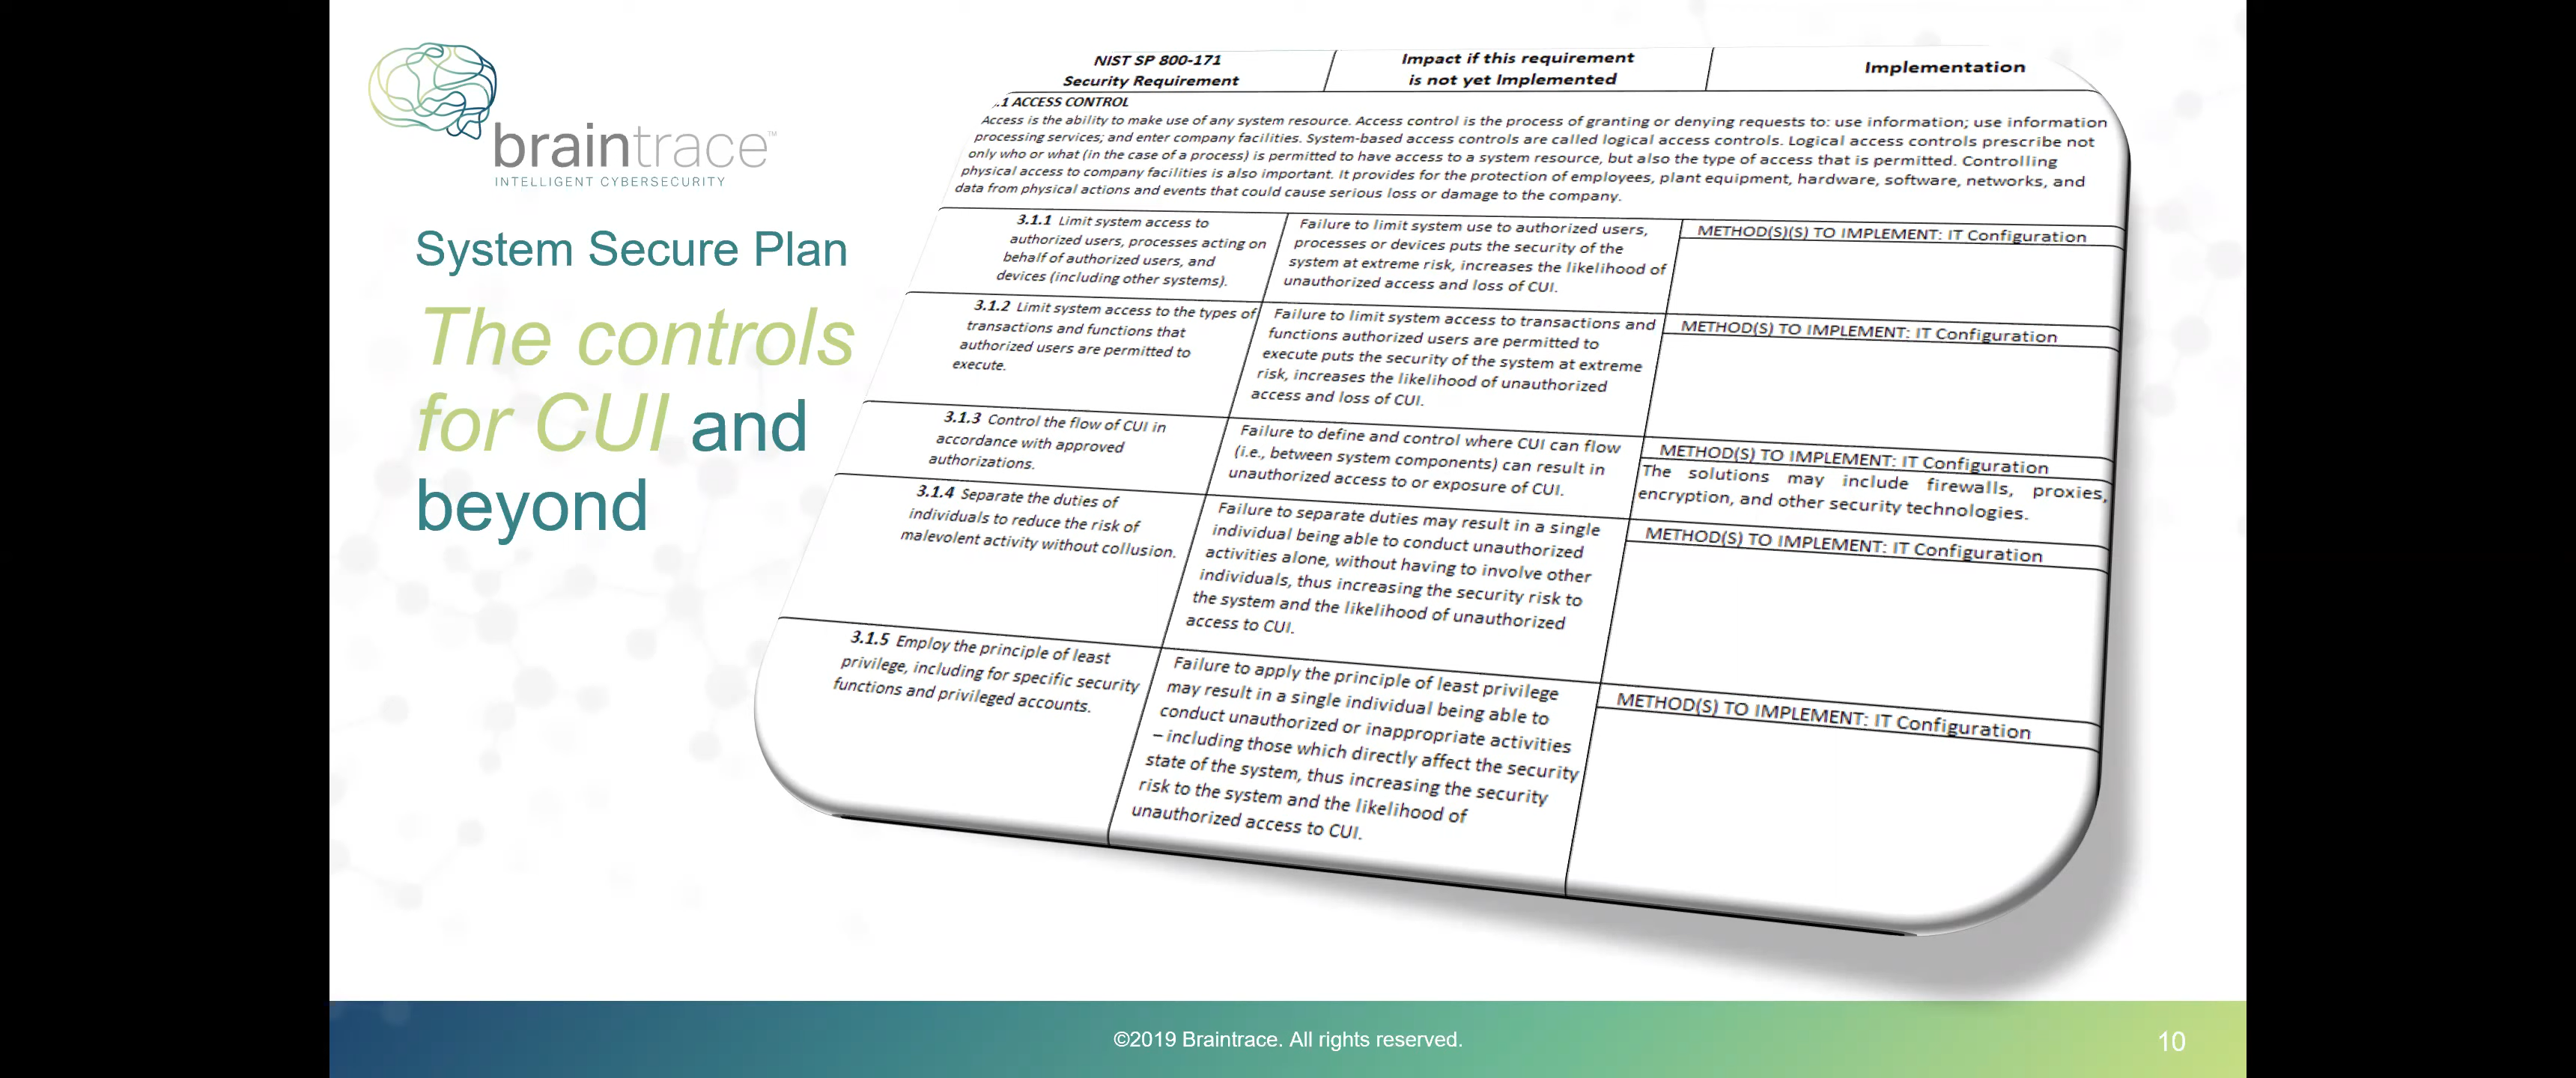 braintrace™
INTELLIGENT CYBERSECURITY
System Secure Plan
The controls
for CUI and
beyond
NIST SP 800-171
Security Requirement
Impact if this requirement
is not yet Implemented
Implementation
.1 ACCESS CONTROL
Access is the ability to make use of any system resource. Access control is the process of granting or denying requests to: use information; use information
processing services; and enter company facilities. System-based access controls are called logical access controls. Logical access controls prescribe not
only who or what (in the case of a process) is permitted to have access to a system resource, but also the type of access that is permitted. Controlling
physical access to company facilities is also important. It provides for the protection of employees, plant equipment, hardware, software, networks, and
data from physical actions and events that could cause serious loss or damage to the company.
3.1.1 Limit system access to
authorized users, processes acting on
behalf of authorized users, and
devices (including other systems).
Failure to limit system use to authorized users,
processes or devices puts the security of the
system at extreme risk, increases the likelihood of
unauthorized access and loss of CUI.
METHOD(S)(S) TO IMPLEMENT: IT Configuration
3.1.2 Limit system access to the types of
transactions and functions that
authorized users are permitted to
execute.
Failure to limit system access to transactions and
functions authorized users are permitted to
execute puts the security of the system at extreme
risk, increases the likelihood of unauthorized
access and loss of CUI.
METHOD(S) TO IMPLEMENT: IT Configuration
3.1.3 Control the flow of CUI in
accordance with approved
authorizations.
Failure to define and control where CUI can flow
(i.e., between system components) can result in
unauthorized access to or exposure of CUI.
METHOD(S) TO IMPLEMENT: IT Configuration
The solutions may include firewalls, proxies,
encryption, and other security technologies.
3.1.4 Separate the duties of
individuals to reduce the risk of
malevolent activity without collusion.
Failure to separate duties may result in a single
individual being able to conduct unauthorized
activities alone, without having to involve other
individuals, thus increasing the security risk to
the system and the likelihood of unauthorized
access to CUI.
METHOD(S) TO IMPLEMENT: IT Configuration
3.1.5 Employ the principle of least
privilege, including for specific security
functions and privileged accounts.
Failure to apply the principle of least privilege
may result in a single individual being able to
conduct unauthorized or inappropriate activities
– including those which directly affect the security
state of the system, thus increasing the security
risk to the system and the likelihood of
unauthorized access to CUI.
METHOD(S) TO IMPLEMENT: IT Configuration
©2019 Braintrace. All rights reserved.
10